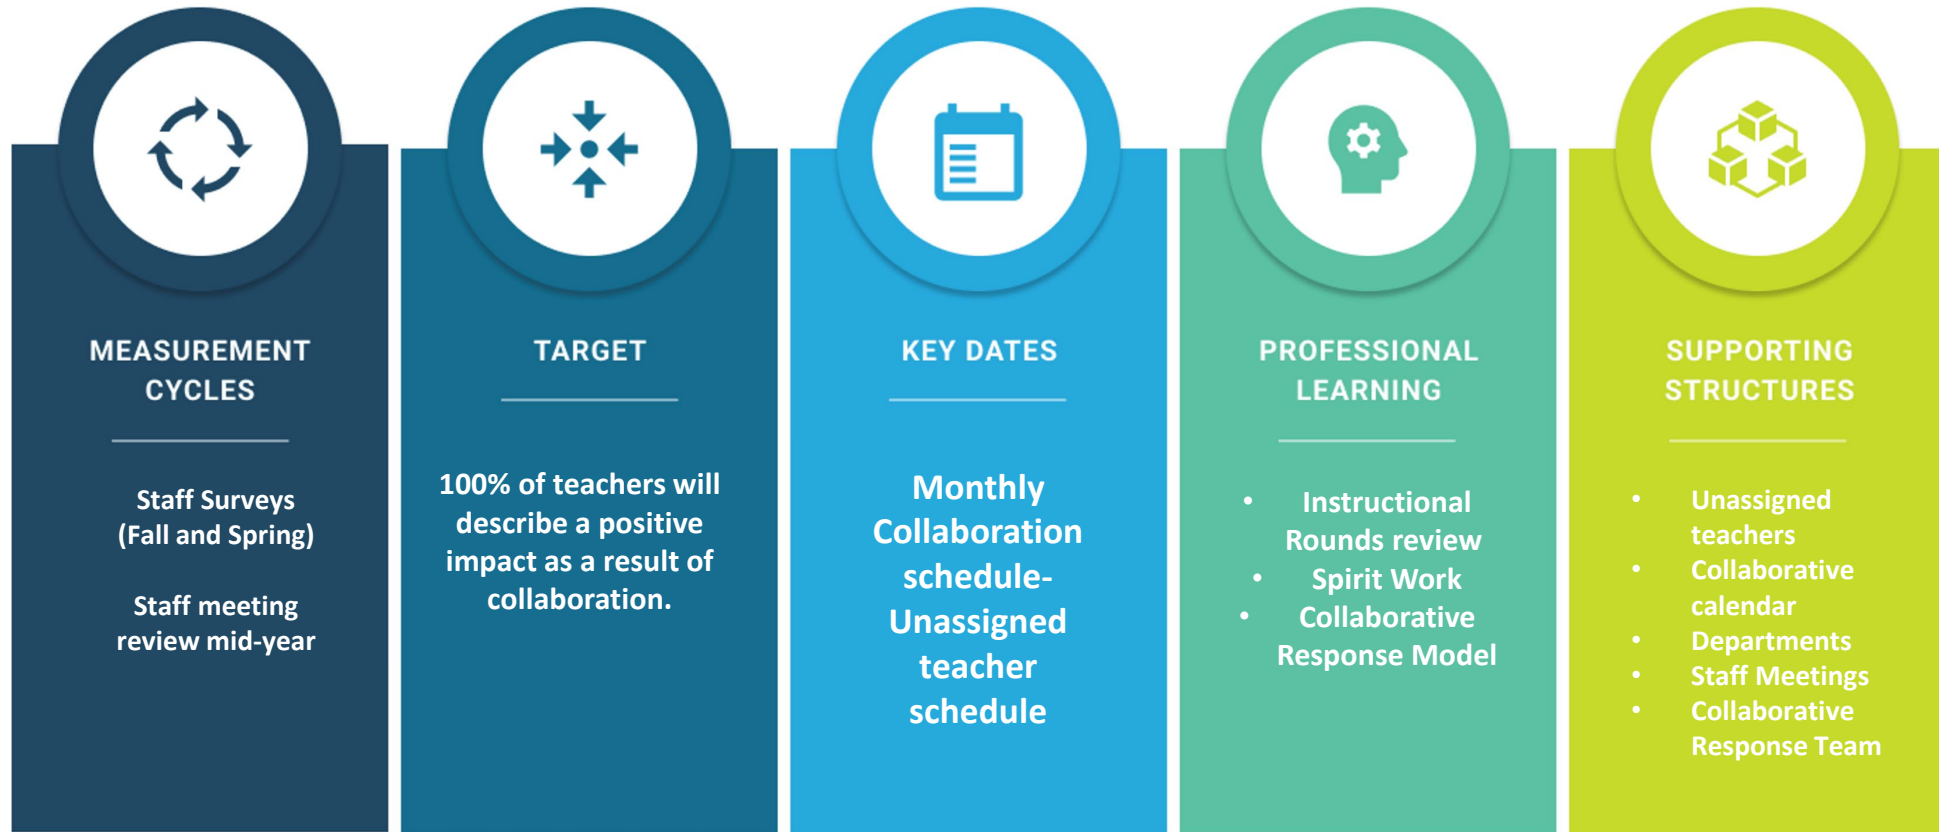 MEASUREMENT
CYCLES
Staff Surveys
(Fall and Spring)
Staff meeting
review mid-year
TARGET
100% of teachers will
describe a positive
impact as a result of
collaboration.
KEY DATES
Monthly
Collaboration
schedule-
Unassigned
teacher
schedule
PROFESSIONAL
LEARNING
• Instructional
Rounds review
• Spirit Work
• Collaborative
Response Model
SUPPORTING
STRUCTURES
• Unassigned
teachers
• Collaborative
calendar
• Departments
• Staff Meetings
• Collaborative
Response Team